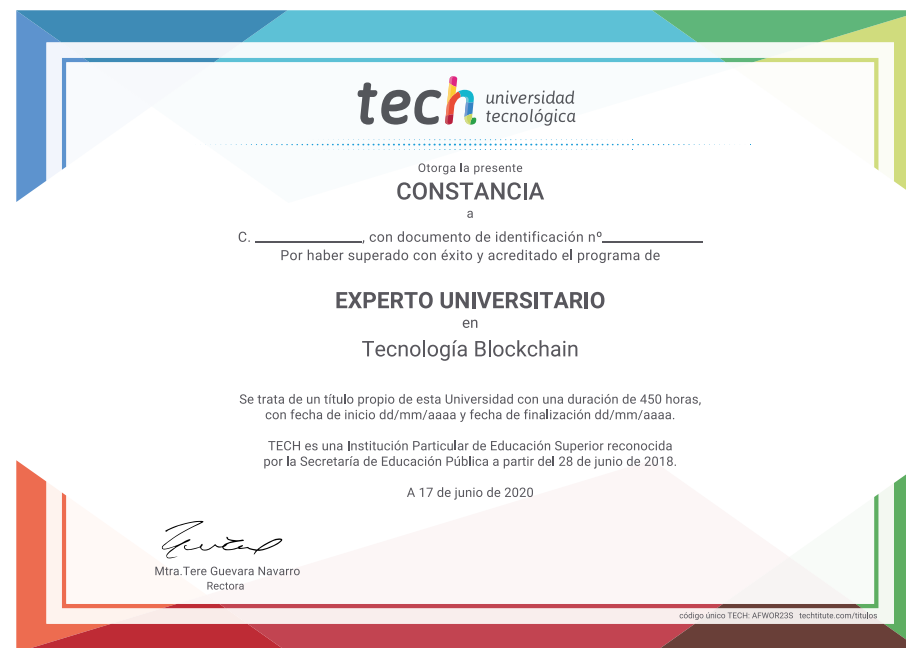 tech universidad
tecnológica
Otorga la presente
CONSTANCIA
a
C. ____________, con documento de identificación nº____________
Por haber superado con éxito y acreditado el programa de
EXPERTO UNIVERSITARIO
en
Tecnología Blockchain
Se trata de un título propio de esta Universidad con una duración de 450 horas,
con fecha de inicio dd/mm/aaaa y fecha de finalización dd/mm/aaaa.
TECH es una Institución Particular de Educación Superior reconocida
por la Secretaría de Educación Pública a partir del 28 de junio de 2018.
A 17 de junio de 2020
Mtra.Tere Guevara Navarro
Rectora
código único TECH: AFWOR23S techtitute.com/titulos